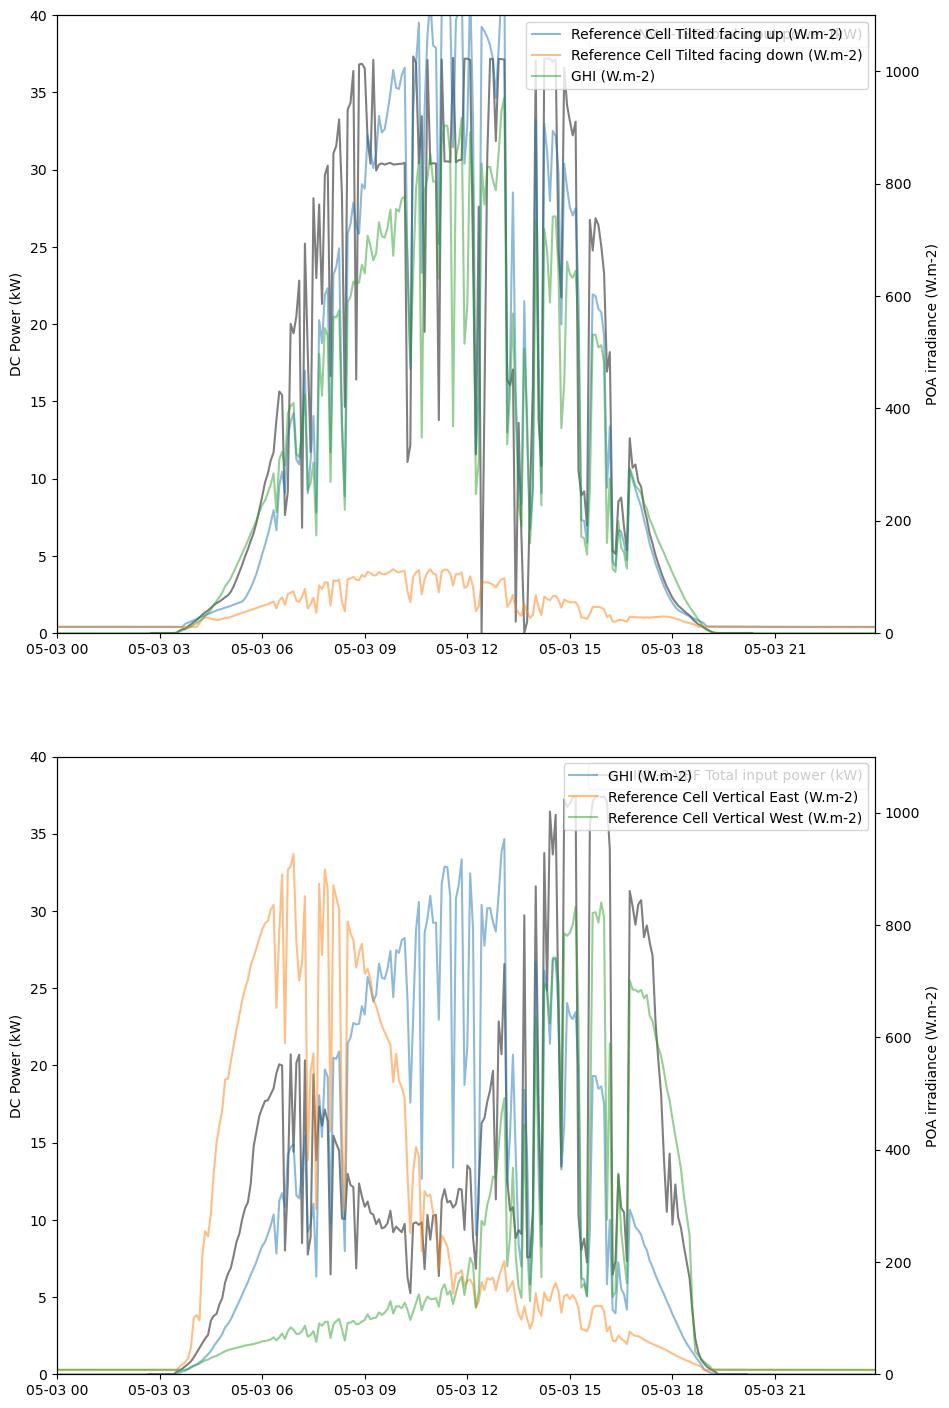 40
35
30
25
20
15
10
5
0
DC Power (kW)
Reference Cell Tilted facing up (W.m-2)
Reference Cell Tilted facing down (W.m-2)
GHI (W.m-2)
1000
800
600
400
200
0
POA irradiance (W.m-2)
05-03 00 05-03 03 05-03 06 05-03 09 05-03 12 05-03 15 05-03 18 05-03 21
40
35
30
25
20
15
10
5
0
DC Power (kW)
GHI (W.m-2)
Total input power (kW)
Reference Cell Vertical East (W.m-2)
Reference Cell Vertical West (W.m-2)
1000
800
600
400
200
0
POA irradiance (W.m-2)
05-03 00 05-03 03 05-03 06 05-03 09 05-03 12 05-03 15 05-03 18 05-03 21